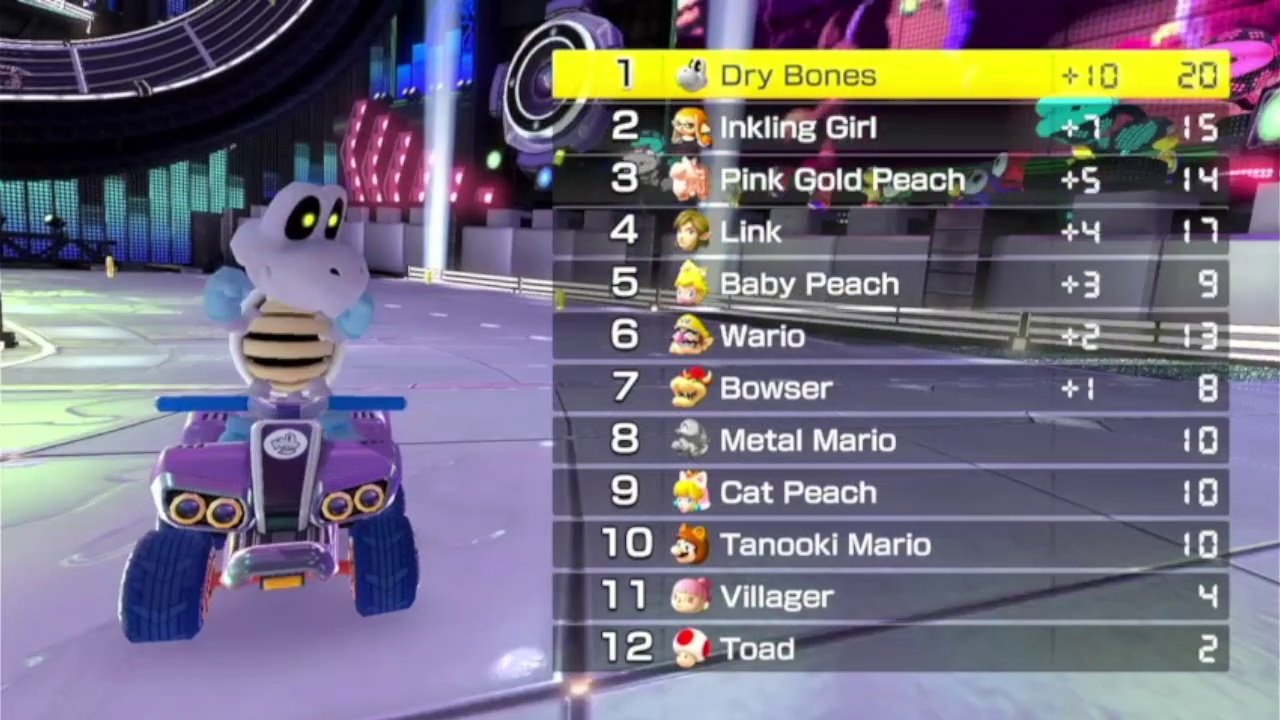 1 Dry Bones +10 20
2 Inkling Girl +7 15
3 Pink Gold Peach +5 14
4 Link +4 17
5 Baby Peach +3 9
6 Wario +2 13
7 Bowser +1 8
8 Metal Mario 10
9 Cat Peach 10
10 Tanooki Mario 10
11 Villager 4
12 Toad 2